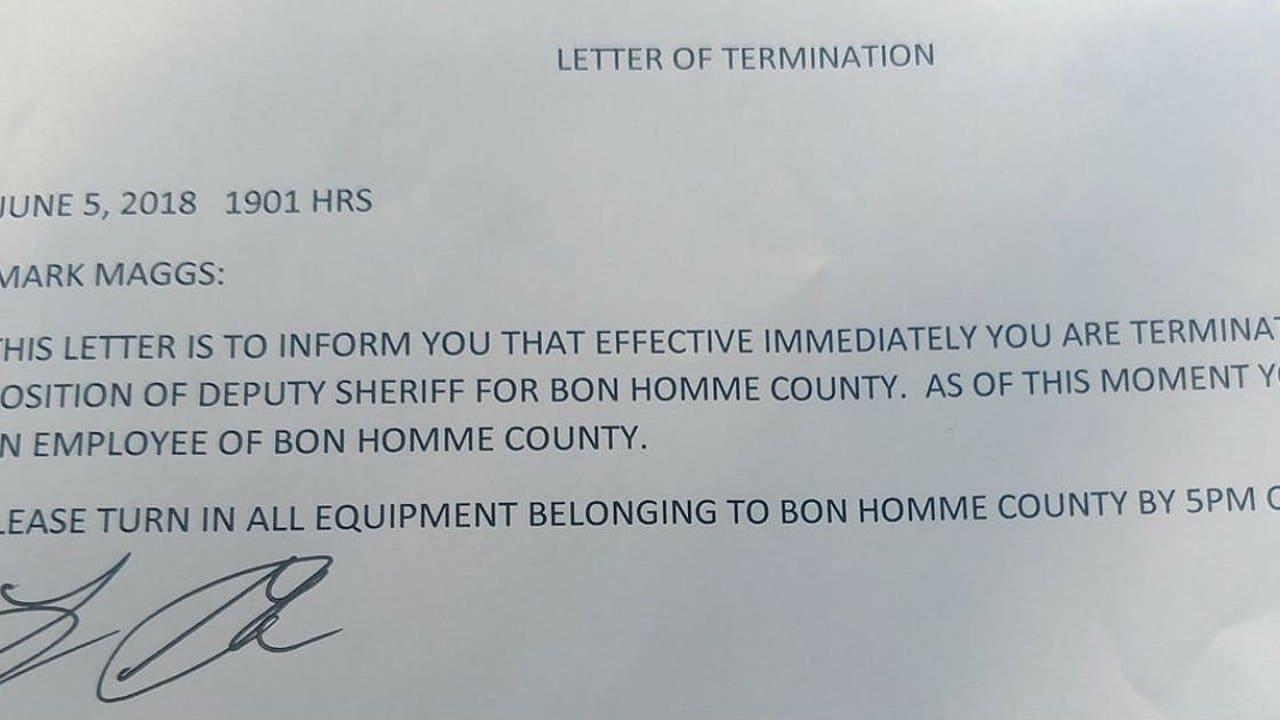 LETTER OF TERMINATION
JUNE 5, 2018 1901 HRS
MARK MAGGS:
THIS LETTER IS TO INFORM YOU THAT EFFECTIVE IMMEDIATELY YOU ARE TERMINAT
OSITION OF DEPUTY SHERIFF FOR BON HOMME COUNTY. AS OF THIS MOMENT YO
N EMPLOYEE OF BON HOMME COUNTY.
LEASE TURN IN ALL EQUIPMENT BELONGING TO BON HOMME COUNTY BY 5PM O